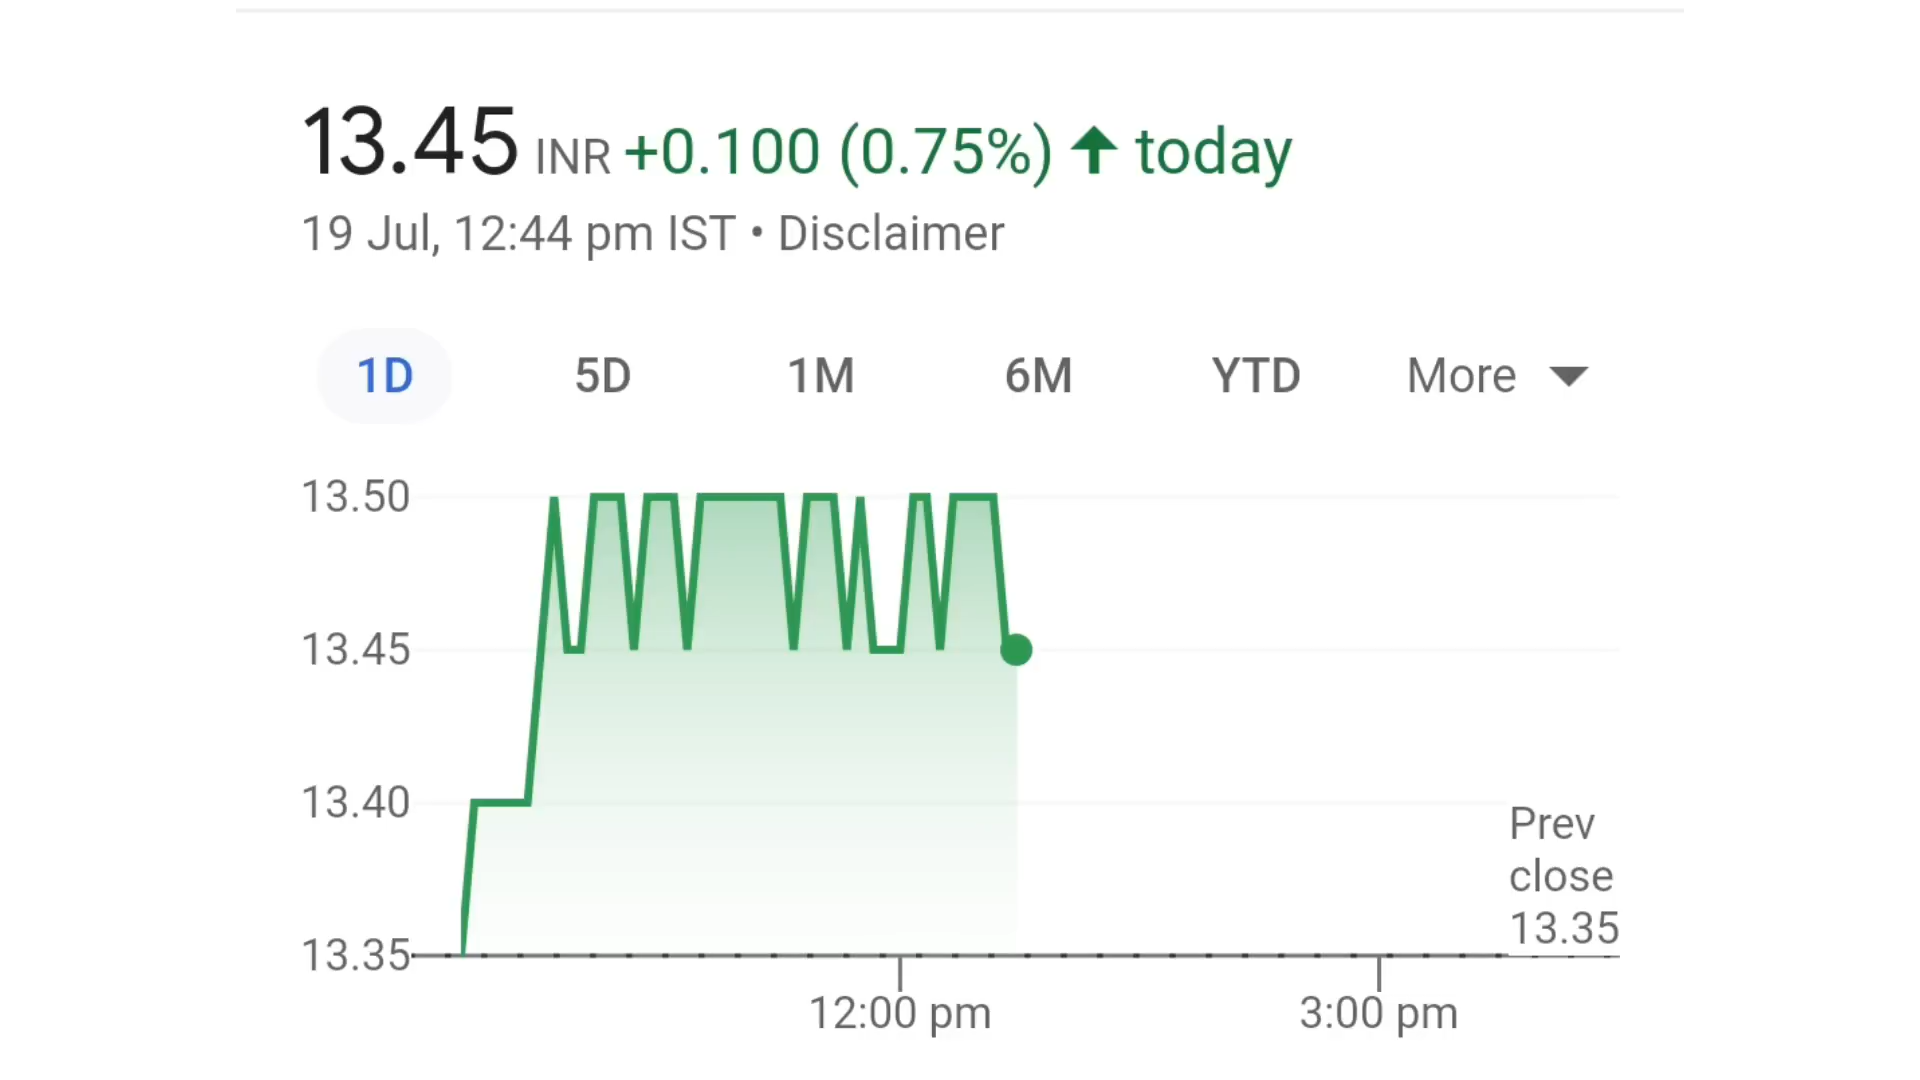 13.45 INR +0.100 (0.75%) ↑ today
19 Jul, 12:44 pm IST • Disclaimer
1D 5D 1M 6M YTD More
13.50
13.45
13.40
13.35
Prev
close
13.35
12:00 pm 3:00 pm